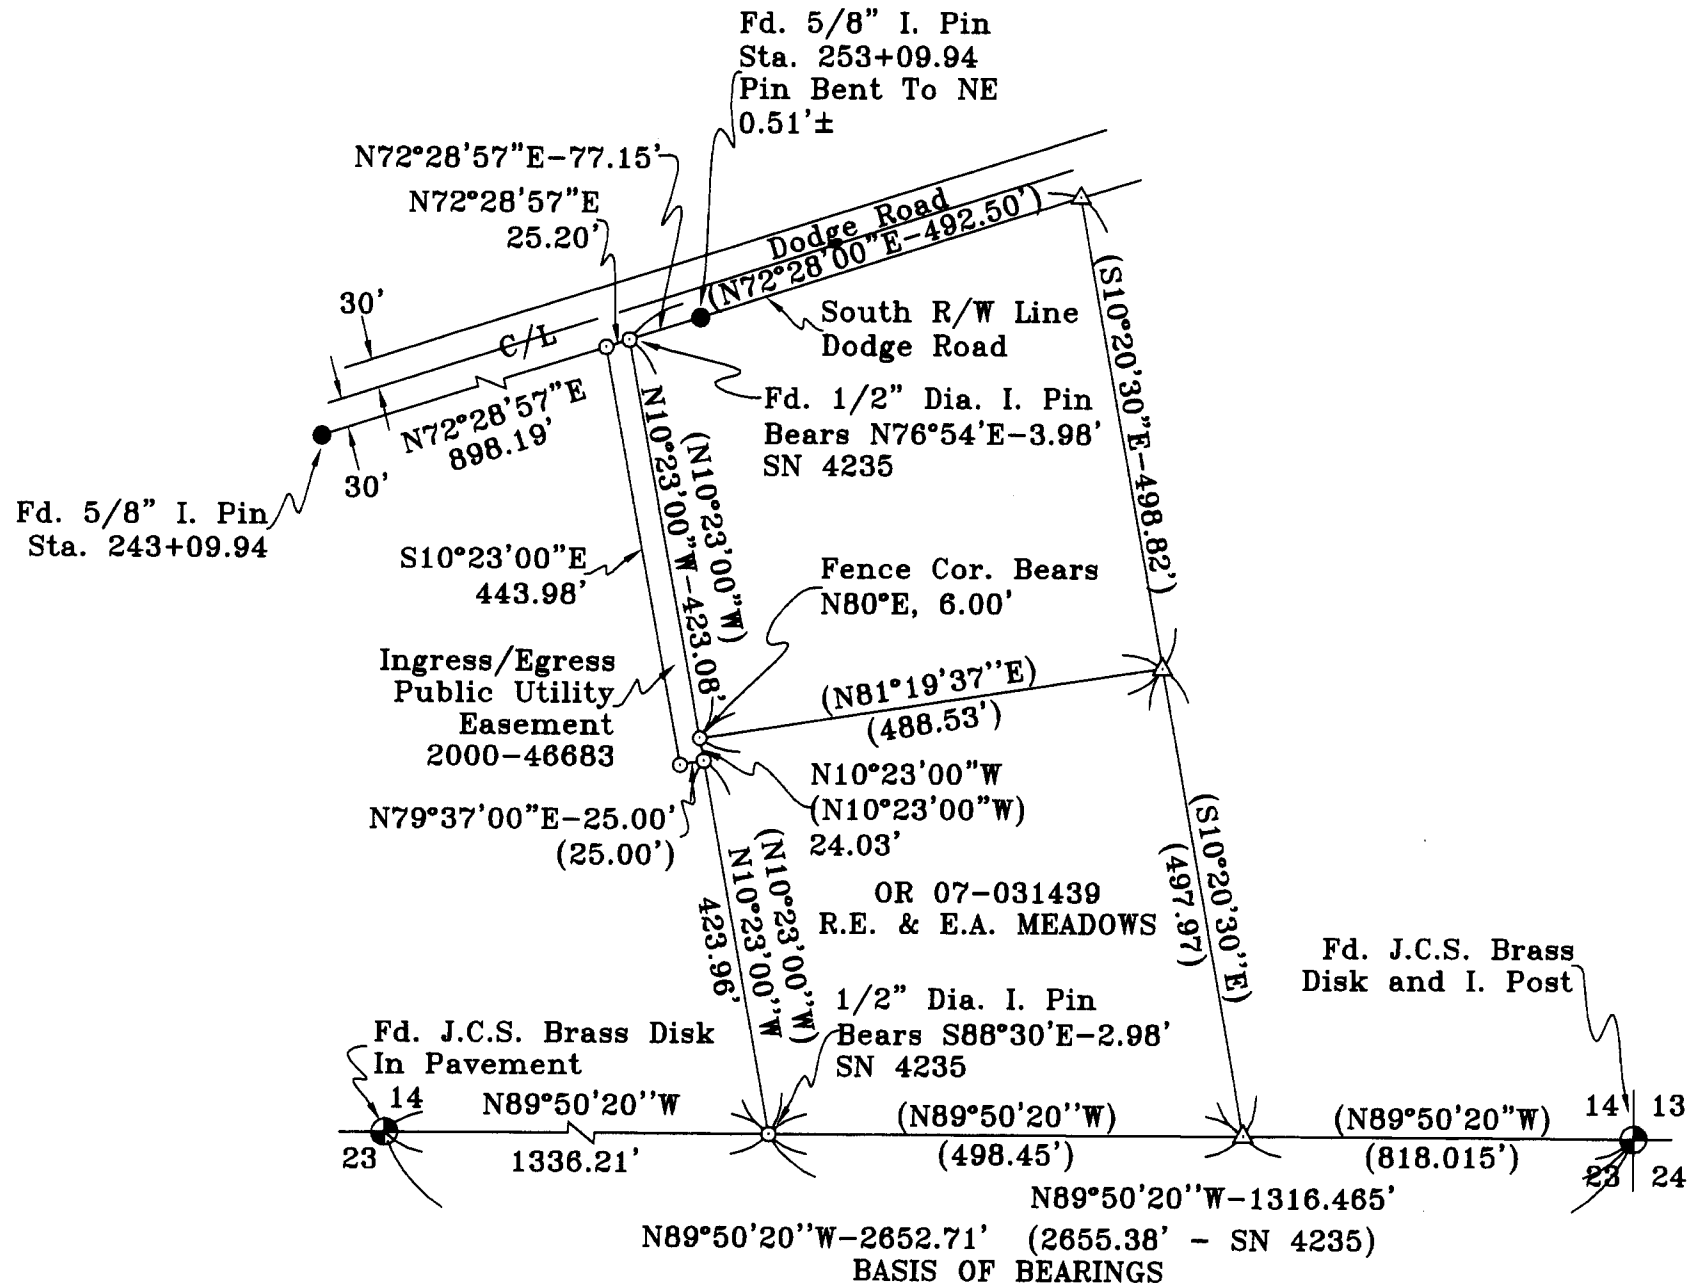 Fd. 5/8" I. Pin
Sta. 253+09.94
Pin Bent To NE
0.51'±
N72°28'57"E-77.15'
N72°28'57"E
25.20'
Dodge Road
(N72°28'00"E-492.50')
30'
C/L
South R/W Line
Dodge Road
N72°28'57"E
898.19'
30'
Fd. 1/2" Dia. I. Pin
Bears N76°54'E-3.98'
SN 4235
Fd. 5/8" I. Pin
Sta. 243+09.94
(S10°20'30"E-498.82')
(N10°23'00"W)
N10°23'00"W-423.08'
S10°23'00"E
443.98'
Fence Cor. Bears
N80°E, 6.00'
Ingress/Egress
Public Utility
Easement
2000-46683
(N81°19'37''E)
(488.53')
N79°37'00"E-25.00'
(25.00')
N10°23'00"W
(N10°23'00"W)
24.03'
(S10°20'30''E)
(497.97)
(N10°23'00''W)
N10°23'00''W
423.96'
OR 07-031439
R.E. & E.A. MEADOWS
Fd. J.C.S. Brass
Disk and I. Post
1/2" Dia. I. Pin
Bears S88°30'E-2.98'
SN 4235
Fd. J.C.S. Brass Disk
In Pavement
14
23
N89°50'20''W
1336.21'
(N89°50'20''W)
(498.45')
(N89°50'20"W)
(818.015')
14 13
23 24
N89°50'20''W-1316.465'
N89°50'20''W-2652.71' (2655.38' - SN 4235)
BASIS OF BEARINGS